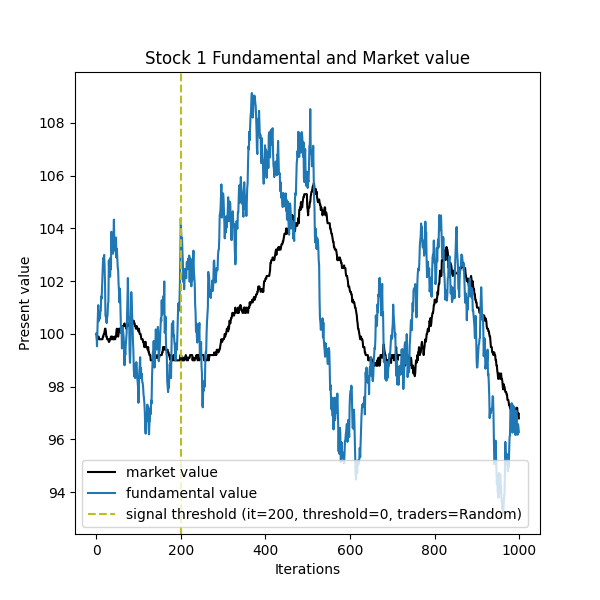 Stock 1 Fundamental and Market value
Present value
108
106
104
102
100
98
96
94
market value
fundamental value
signal threshold (it=200, threshold=0, traders=Random)
0 200 400 600 800 1000
Iterations